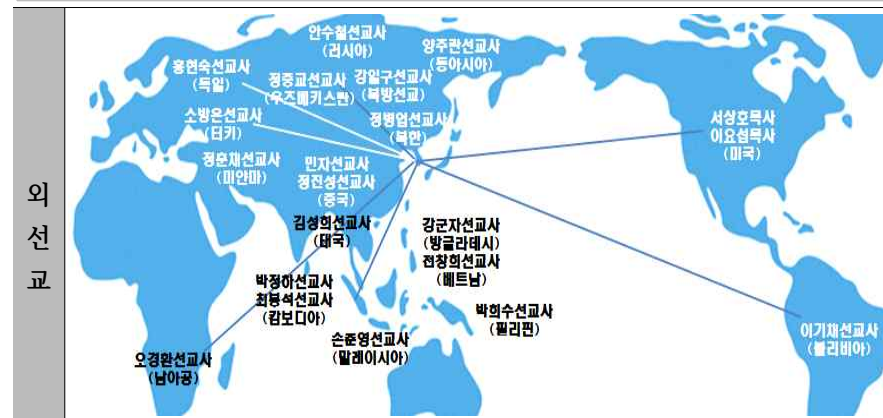 외
선
교
안수철선교사
(러시아)
양주란선교사
(동아시아)
홍현숙선교사
(독일)
정중교선교사
(우즈베키스탄)
강일구선교사
(북방선교)
소방은선교사
(터키)
정병업선교사
(북한)
서상호목사
이요섭목사
(미국)
정훈채선교사
(미얀마)
민자선교사
정진성선교사
(중국)
김성희선교사
(태국)
강군자선교사
(방글라데시)
전창희선교사
(베트남)
박정하선교사
최봉석선교사
(캄보디아)
박희수선교사
(필리핀)
손준영선교사
(말레이시아)
이기채선교사
(볼리비아)
오경환선교사
(남아공)